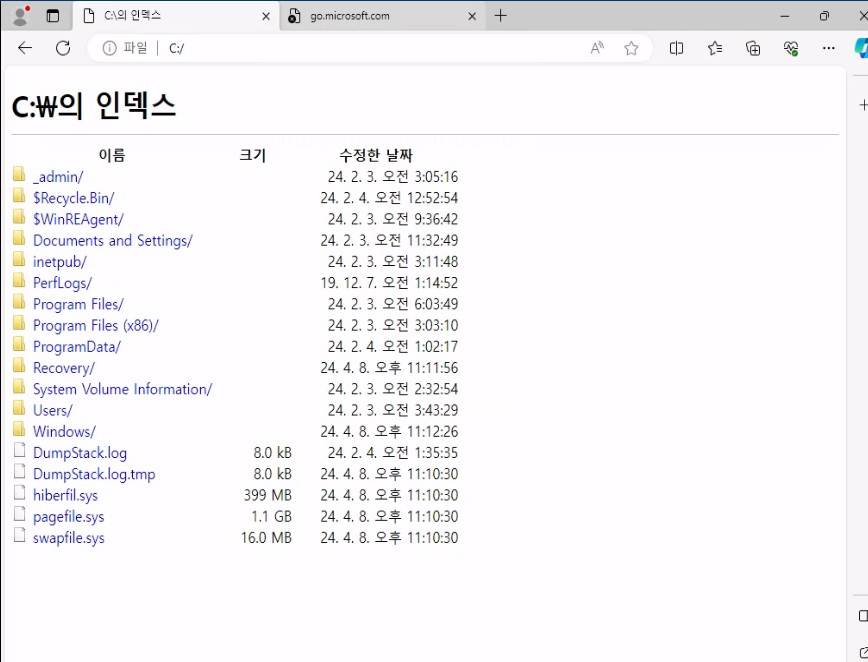 C:\의 인덱스
go.microsoft.com
파일 C:/
C:₩의 인덱스
이름 크기 수정한 날짜
_admin/ 24. 2. 3. 오전 3:05:16
$Recycle.Bin/ 24. 2. 4. 오전 12:52:54
$WinREAgent/ 24. 2. 3. 오전 9:36:42
Documents and Settings/ 24. 2. 3. 오전 11:32:49
inetpub/ 24. 2. 3. 오전 3:11:48
PerfLogs/ 19. 12. 7. 오전 1:14:52
Program Files/ 24. 2. 3. 오전 6:03:49
Program Files (x86)/ 24. 2. 3. 오전 3:03:10
ProgramData/ 24. 2. 4. 오전 1:02:17
Recovery/ 24. 4. 8. 오후 11:11:56
System Volume Information/ 24. 2. 3. 오전 2:32:54
Users/ 24. 2. 3. 오전 3:43:29
Windows/ 24. 4. 8. 오후 11:12:26
DumpStack.log 8.0 kB 24. 2. 4. 오전 1:35:35
DumpStack.log.tmp 8.0 kB 24. 4. 8. 오후 11:10:30
hiberfil.sys 399 MB 24. 4. 8. 오후 11:10:30
pagefile.sys 1.1 GB 24. 4. 8. 오후 11:10:30
swapfile.sys 16.0 MB 24. 4. 8. 오후 11:10:30